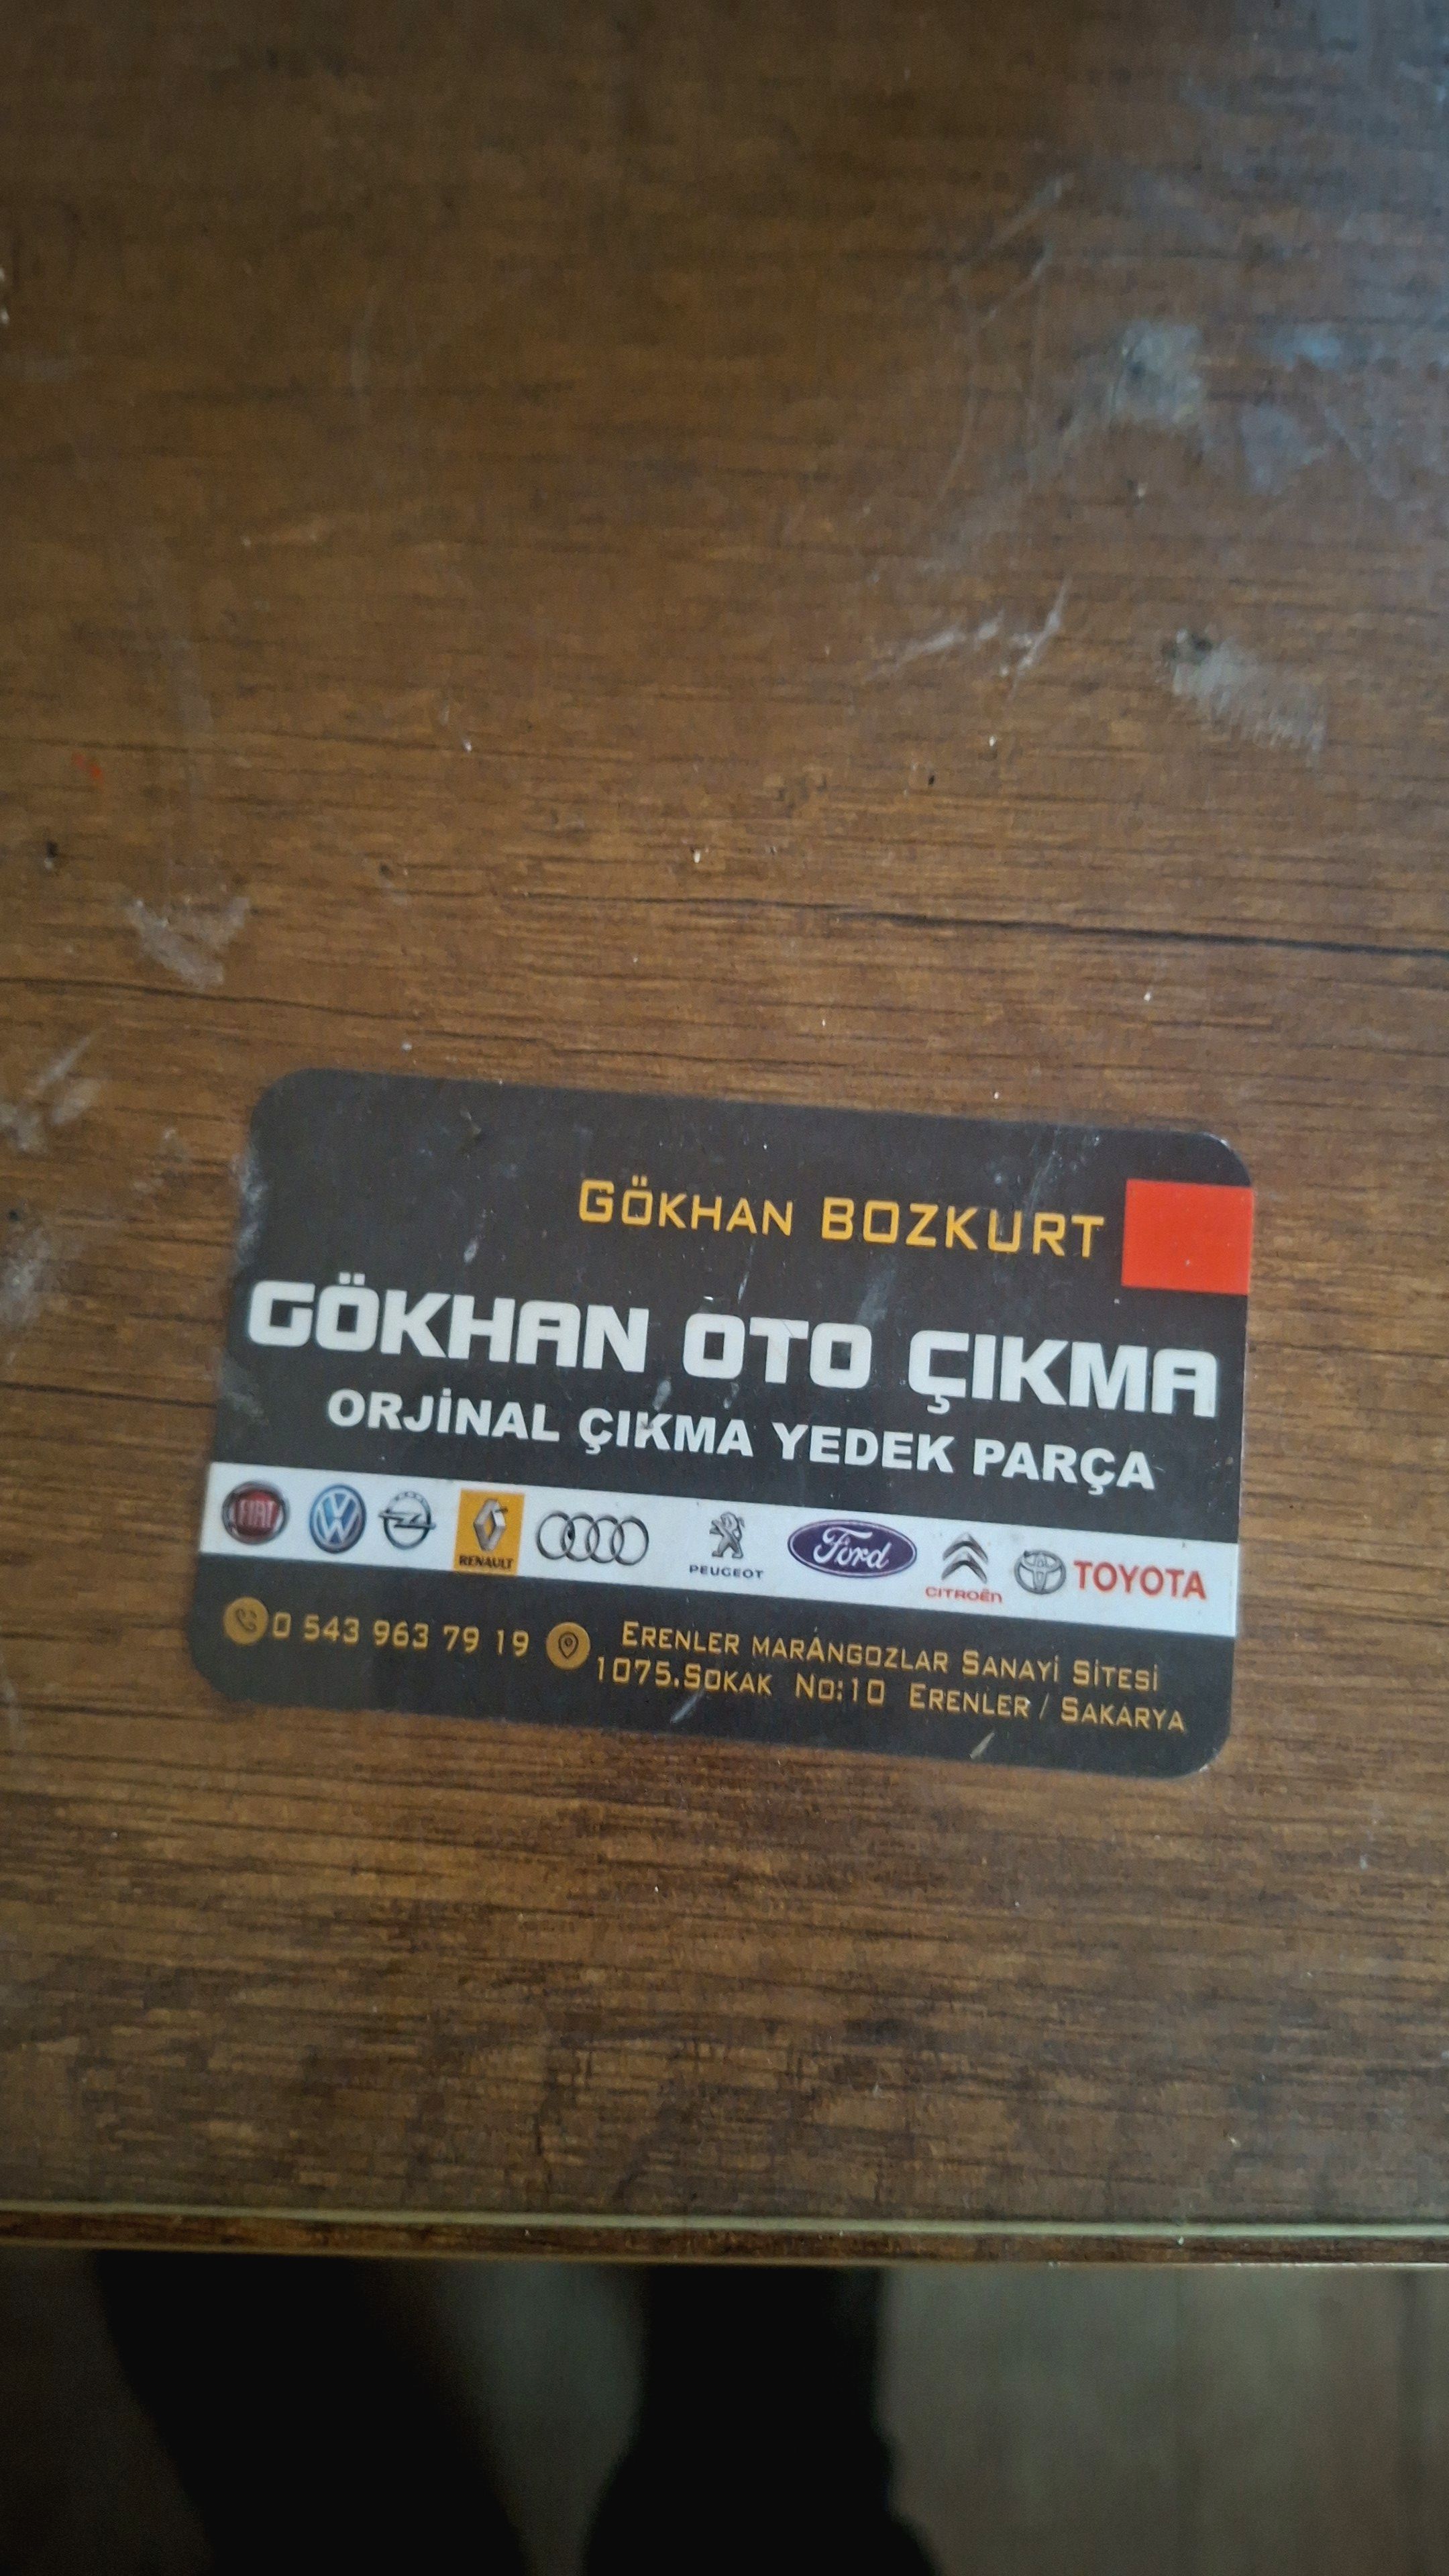 GÖKHAN BOZKURT
GÖKHAN OTO ÇIKMA
ORJİNAL ÇIKMA YEDEK PARÇA
FIAT RENAULT PEUGEOT Ford CITROËN TOYOTA
0 543 963 79 19
ERENLER MARANGOZLAR SANAYİ SİTESİ
1075.SOKAK NO:10 ERENLER / SAKARYA